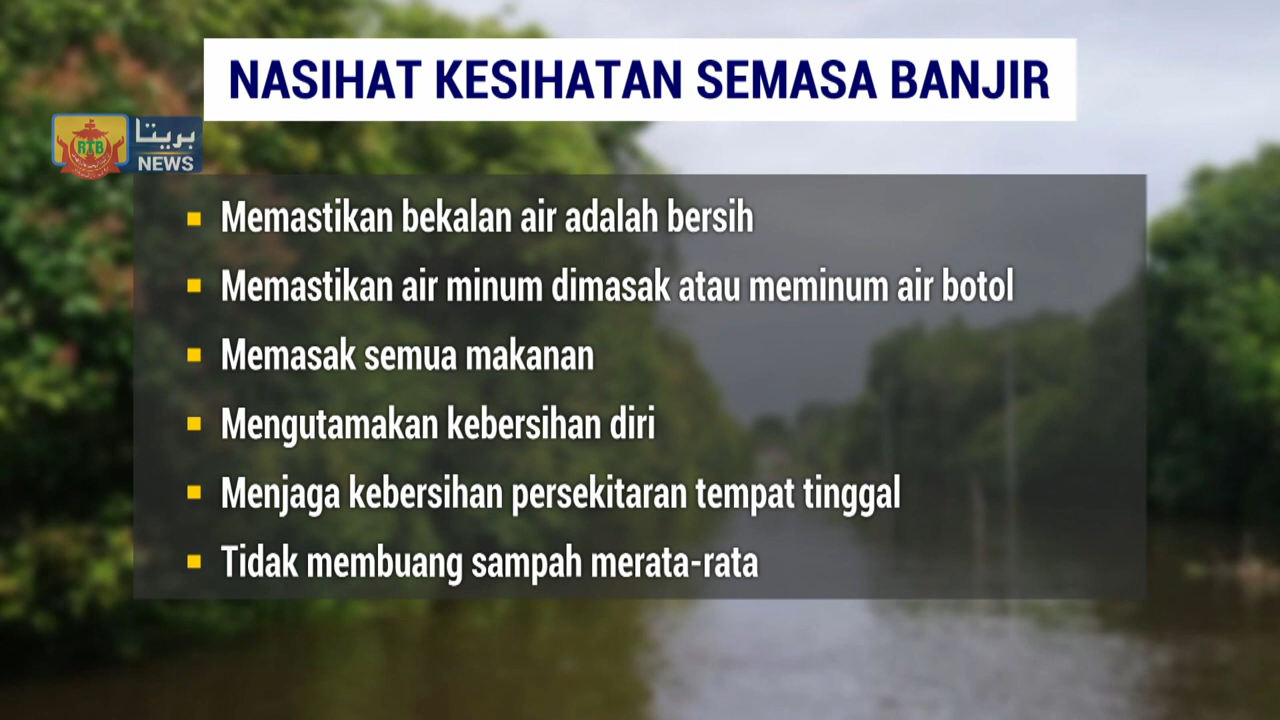 NASIHAT KESIHATAN SEMASA BANJIR
RTB
بريتا
NEWS
Memastikan bekalan air adalah bersih
Memastikan air minum dimasak atau meminum air botol
Memasak semua makanan
Mengutamakan kebersihan diri
Menjaga kebersihan persekitaran tempat tinggal
Tidak membuang sampah merata-rata